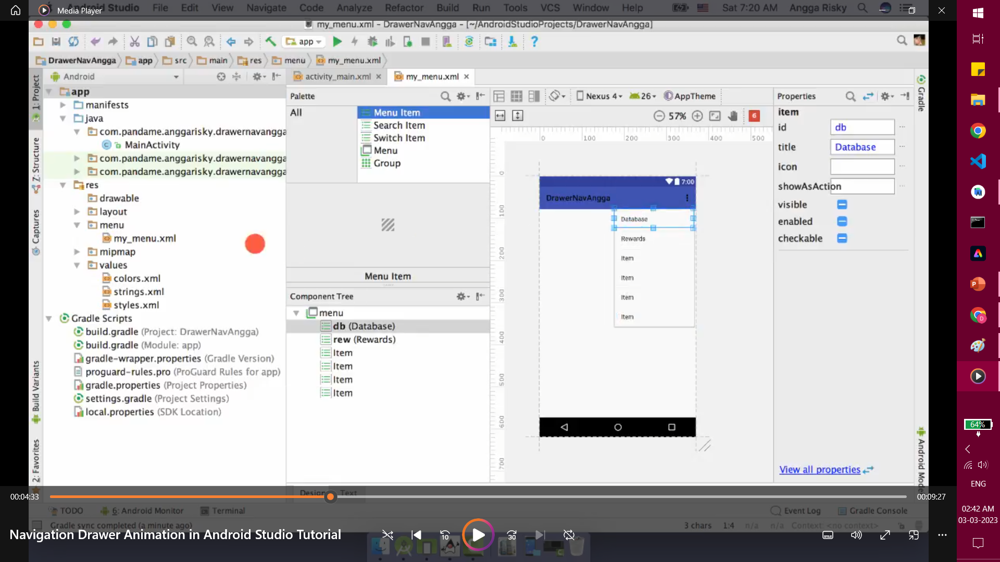 Media Player
Android Studio File Edit View Navigate Code Analyze Refactor Build Run Tools VCS Window Help Sat 7:20 AM Angga Risky
my_menu.xml - DrawerNavAngga - [~/AndroidStudioProjects/DrawerNavAngga]
app
DrawerNavAngga app src main res menu my_menu.xml
1: Project
Z: Structure
Captures
Build Variants
2: Favorites
Android
app
manifests
java
com.pandame.anggarisky.drawernavangga
MainActivity
com.pandame.anggarisky.drawernavangga
com.pandame.anggarisky.drawernavangga
res
drawable
layout
menu
my_menu.xml
mipmap
values
colors.xml
strings.xml
styles.xml
Gradle Scripts
build.gradle (Project: DrawerNavAngga)
build.gradle (Module: app)
gradle-wrapper.properties (Gradle Version)
proguard-rules.pro (ProGuard Rules for app)
gradle.properties (Project Properties)
settings.gradle (Project Settings)
local.properties (SDK Location)
activity_main.xml my_menu.xml
Palette
All
Menu Item
Search Item
Switch Item
Menu
Group
Menu Item
Component Tree
menu
db (Database)
rew (Rewards)
Item
Item
Item
Item
Nexus 4 26 AppTheme
57% 6
0 100 200 300 400 500
0
100
200
300
400
500
600
700
7:00
DrawerNavAngga
Database
Rewards
Item
Item
Item
Item
Properties
item
id db
title Database
icon
showAsAction
visible
enabled
checkable
View all properties
Gradle
Android Model
Design Text
00:04:33 00:09:27
TODO 6: Android Monitor Terminal Event Log Gradle Console
Gradle sync completed (a minute ago) 3 chars 1:4 n/a n/a Context: <no context>
Navigation Drawer Animation in Android Studio Tutorial
10 30
64%
ENG
02:42 AM
03-03-2023